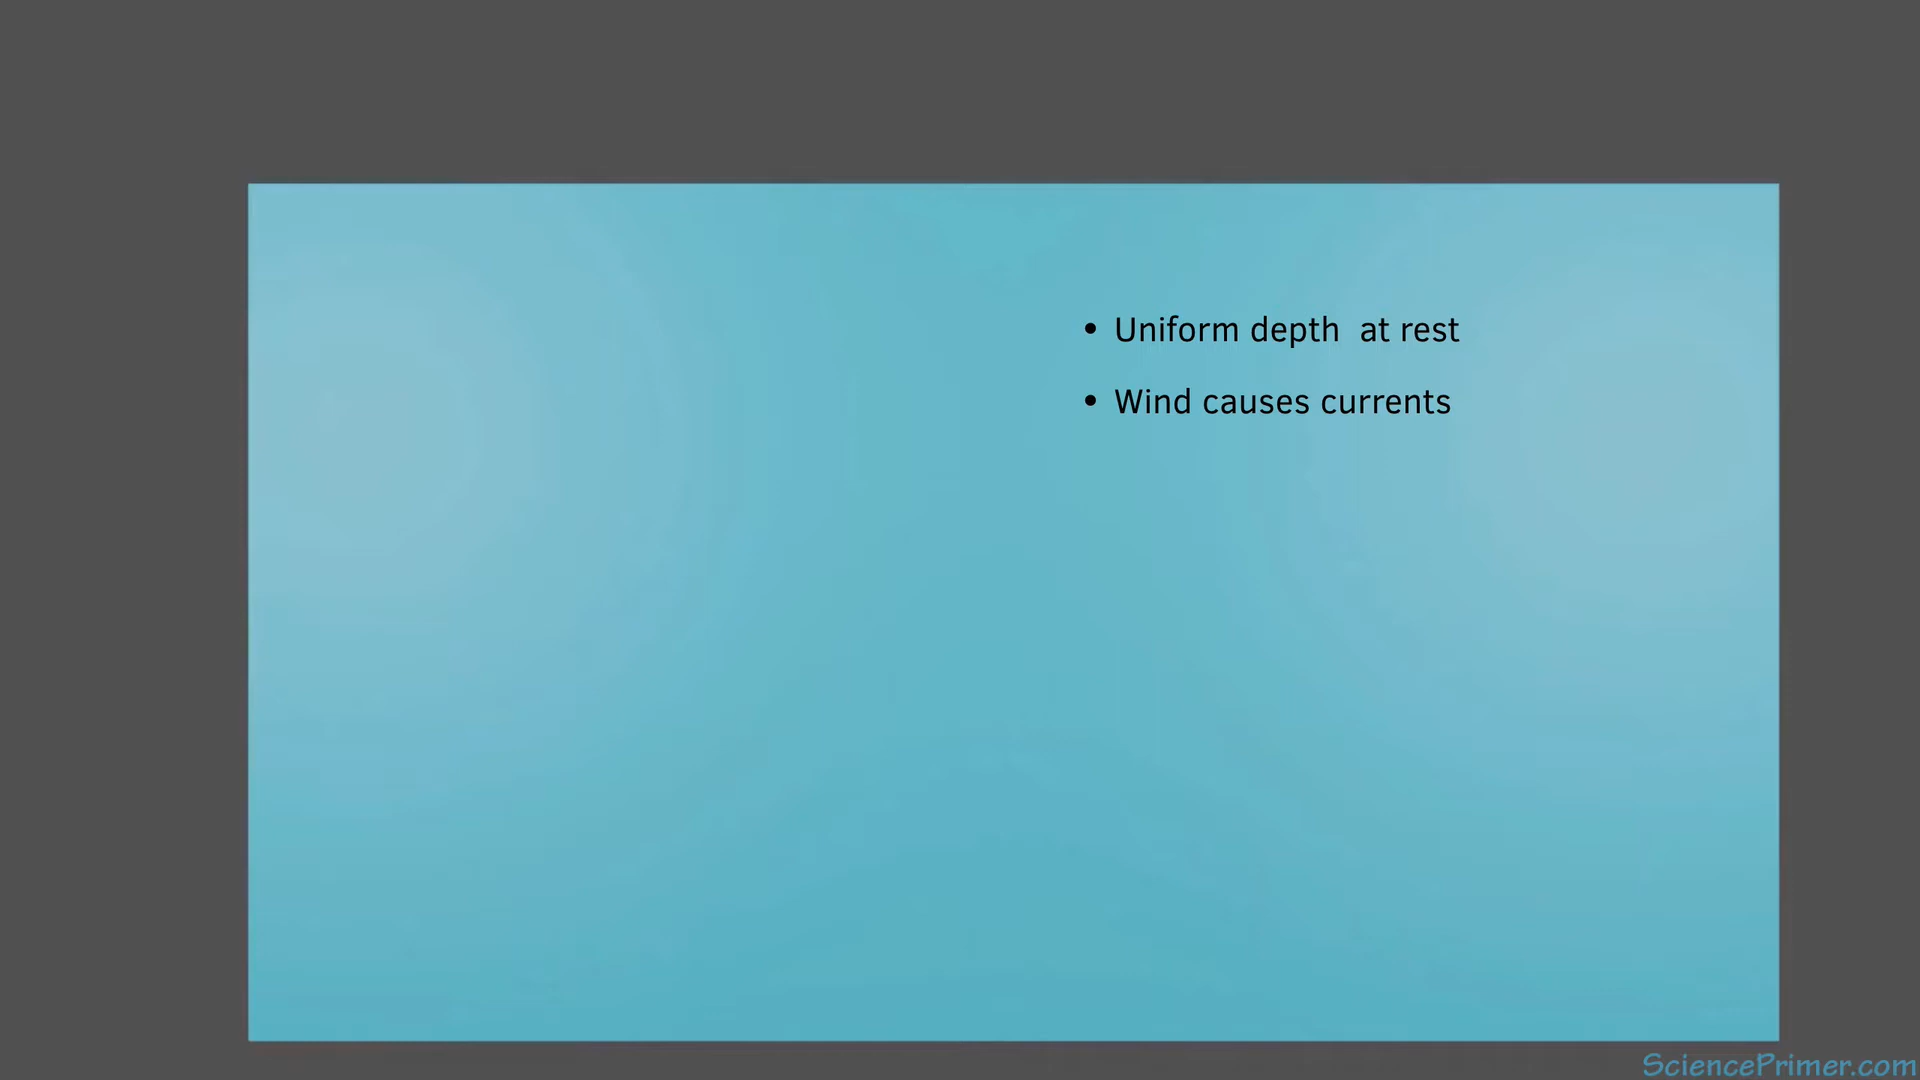 • Uniform depth  at rest
• Wind causes currents
SciencePrimer.com